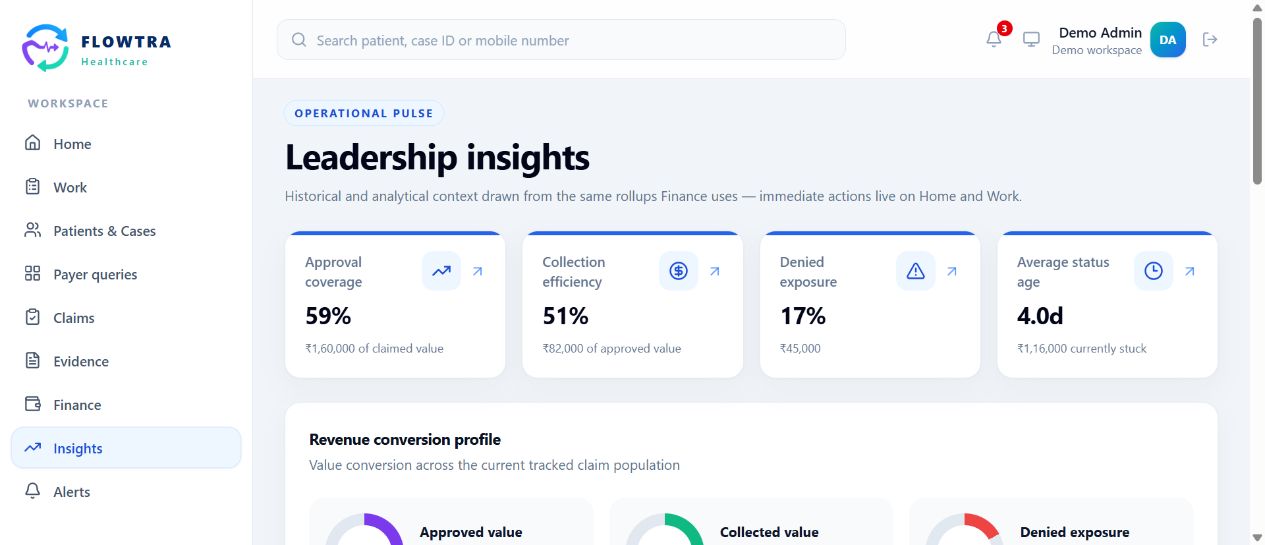 FLOWTRA
Healthcare
WORKSPACE
Home
Work
Patients & Cases
Payer queries
Claims
Evidence
Finance
Insights
Alerts
Search patient, case ID or mobile number
3
Demo Admin
Demo workspace
DA
OPERATIONAL PULSE
Leadership insights
Historical and analytical context drawn from the same rollups Finance uses — immediate actions live on Home and Work.
Approval
coverage
59%
₹1,60,000 of claimed value
Collection
efficiency
51%
₹82,000 of approved value
Denied
exposure
17%
₹45,000
Average status
age
4.0d
₹1,16,000 currently stuck
Revenue conversion profile
Value conversion across the current tracked claim population
Approved value
Collected value
Denied exposure